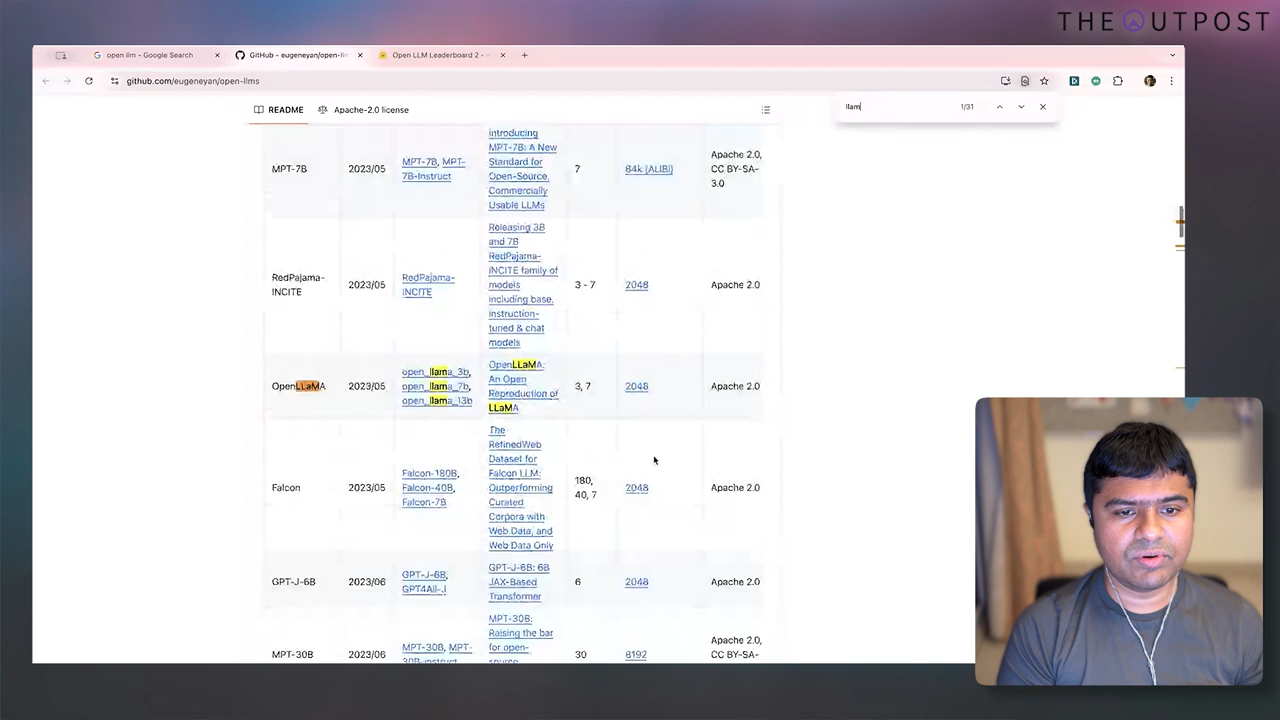 THE OUTPOST
open llm - Google Search
GitHub - eugeneyan/open-llm
Open LLM Leaderboard 2 - a
github.com/eugeneyan/open-llms
README
Apache-2.0 license
llam
1/31
MPT-7B
2023/05
MPT-7B, MPT-
7B-Instruct
Introducing
MPT-7B: A New
Standard for
Open-Source,
Commercially
Usable LLMs
7
84k (ALiBi)
Apache 2.0,
CC BY-SA-
3.0
RedPajama-
INCITE
2023/05
RedPajama-
INCITE
Releasing 3B
and 7B
RedPajama-
INCITE family of
models
including base,
instruction-
tuned & chat
models
3 - 7
2048
Apache 2.0
OpenLLaMA
2023/05
open_llama_3b,
open_llama_7b,
open_llama_13b
OpenLLaMA:
An Open
Reproduction of
LLaMA
3, 7
2048
Apache 2.0
Falcon
2023/05
Falcon-180B,
Falcon-40B,
Falcon-7B
The
RefinedWeb
Dataset for
Falcon LLM:
Outperforming
Curated
Corpora with
Web Data, and
Web Data Only
180,
40, 7
2048
Apache 2.0
GPT-J-6B
2023/06
GPT-J-6B,
GPT4All-J
GPT-J-6B: 6B
JAX-Based
Transformer
6
2048
Apache 2.0
MPT-30B
2023/06
MPT-30B, MPT-
30B-instruct
MPT-30B:
Raising the bar
for open-
source
30
8192
Apache 2.0,
CC BY-SA-